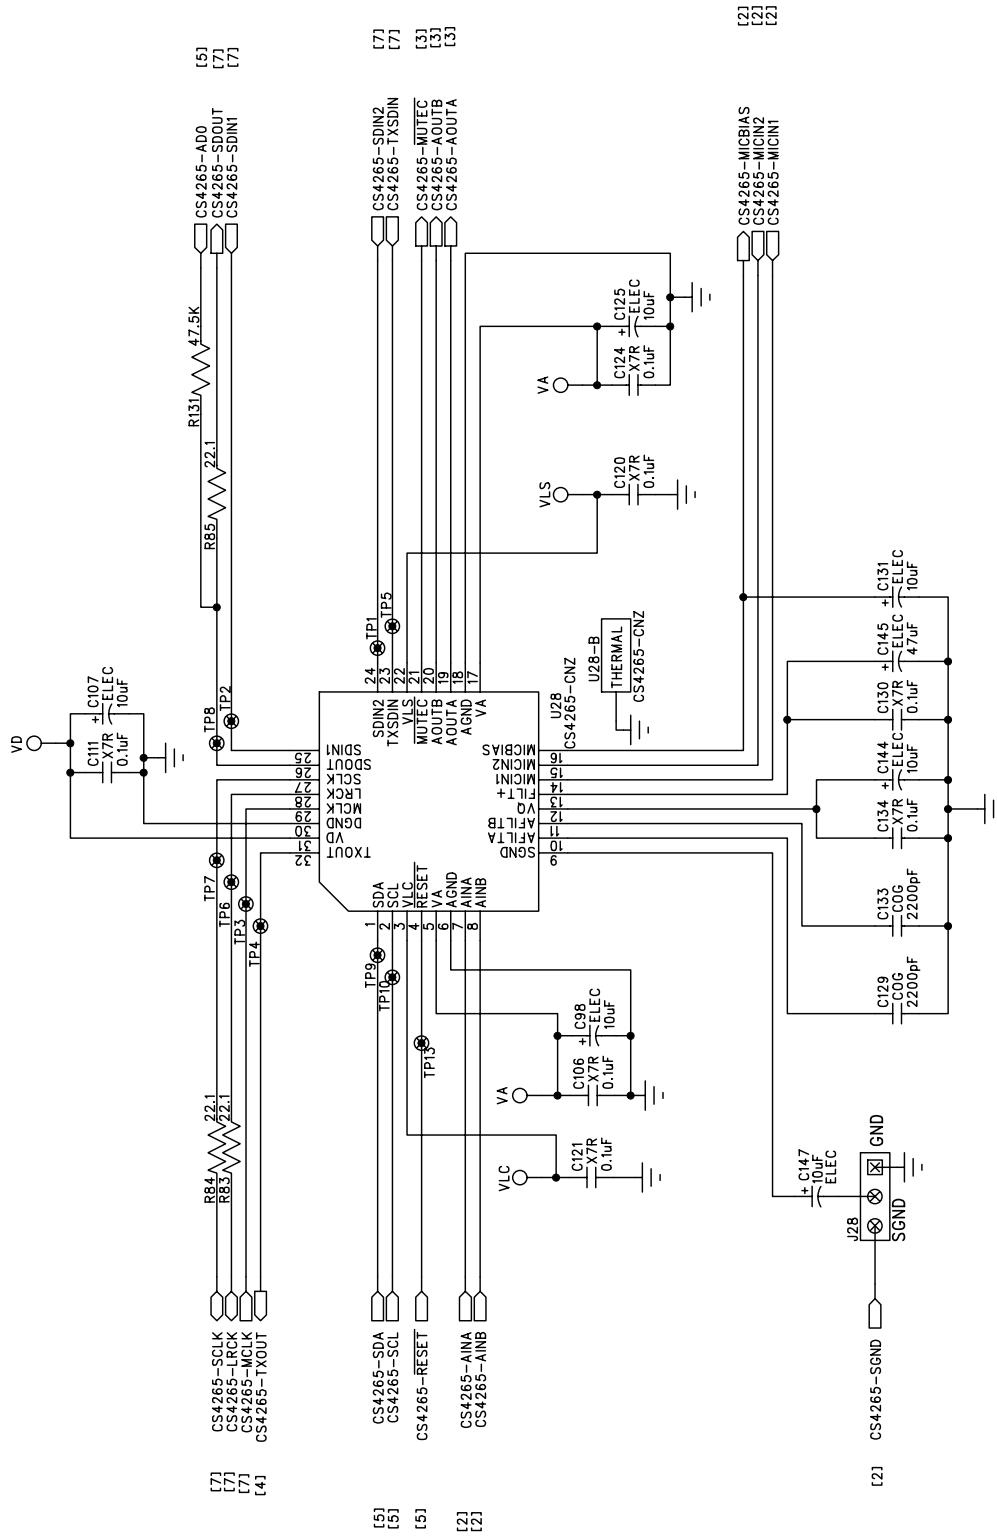 [7] CS4265-SCLK
[7] CS4265-LRCK
[7] CS4265-MCLK
[4] CS4265-TXOUT
R84 22.1
R83 22.1
TP7
TP6
TP3
TP4
VD
C111
X7R
0.1uF
C107
ELEC
10uF
+
TP8
TP2
R85 22.1
R131 47.5K
CS4265-ADO [5]
CS4265-SDOUT [7]
CS4265-SDIN1 [7]
[5] CS4265-SDA
[5] CS4265-SCL
[5] CS4265-RESET
[2] CS4265-AINA
[2] CS4265-AINB
TP9
TP10
TP13
1 SDA
2 SCL
3 VLC
4 RESET
5 VA
6 AGND
7 AINA
8 AINB
32 TXOUT
31 VD
30 DGND
29 MCLK
28 LRCK
27 SCLK
26 SDOUT
25 SDIN1
SDIN2 24
TXSDIN 23
VLS 22
MUTEC 21
AOUTB 20
AOUTA 19
AGND 18
VA 17
9 SGND
10 AFILTA
11 AFILTB
12 VQ
13 FILT+
14 MICIN1
15 MICIN2
16 MICBIAS
TP1
TP5
CS4265-SDIN2 [7]
CS4265-TXSDIN [7]
CS4265-MUTEC [3]
CS4265-AOUTB [3]
CS4265-AOUTA [3]
U28
CS4265-CNZ
U28-B
THERMAL
CS4265-CNZ
VLC
C121
X7R
0.1uF
VA
C106
X7R
0.1uF
+
C98
ELEC
10uF
VLS
C120
X7R
0.1uF
VA
C124
X7R
0.1uF
+
C125
ELEC
10uF
CS4265-MICBIAS [2]
CS4265-MICIN2 [2]
CS4265-MICIN1 [2]
[2] CS4265-SGND
J28
SGND
GND
+
C147
10uF
ELEC
C129
COG
2200pF
C133
COG
2200pF
C134
X7R
0.1uF
+
C144
ELEC
10uF
C130
X7R
0.1uF
+
C145
ELEC
47uF
+
C131
ELEC
10uF